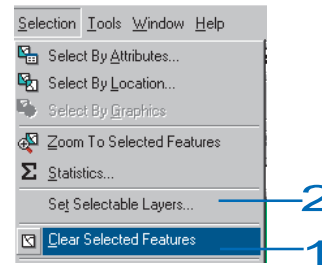 Selection Tools Window Help
Select By Attributes...
Select By Location...
Select By Graphics
Zoom To Selected Features
Σ Statistics...
Set Selectable Layers... 2
Clear Selected Features 1